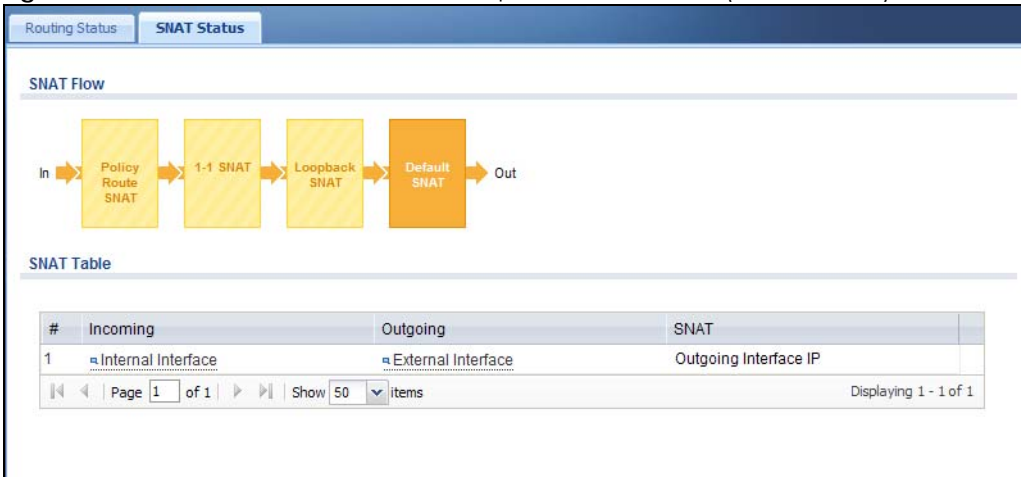 Routing Status
SNAT Status
SNAT Flow
In
Policy
Route
SNAT
1-1 SNAT
Loopback
SNAT
Default
SNAT
Out
SNAT Table
# Incoming Outgoing SNAT
1 Internal Interface External Interface Outgoing Interface IP
Page 1 of 1 Show 50 items Displaying 1 - 1 of 1